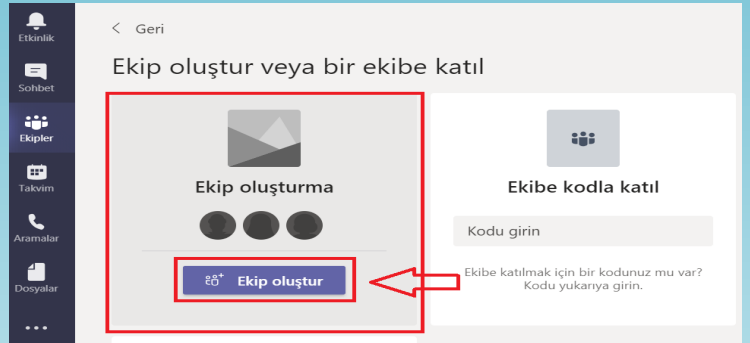 Etkinlik
Sohbet
Ekipler
Takvim
Aramalar
Dosyalar
Geri
Ekip oluştur veya bir ekibe katıl
Ekip oluşturma
Ekip oluştur
Ekibe kodla katıl
Kodu girin
Ekibe katılmak için bir kodunuz mu var?
Kodu yukarıya girin.